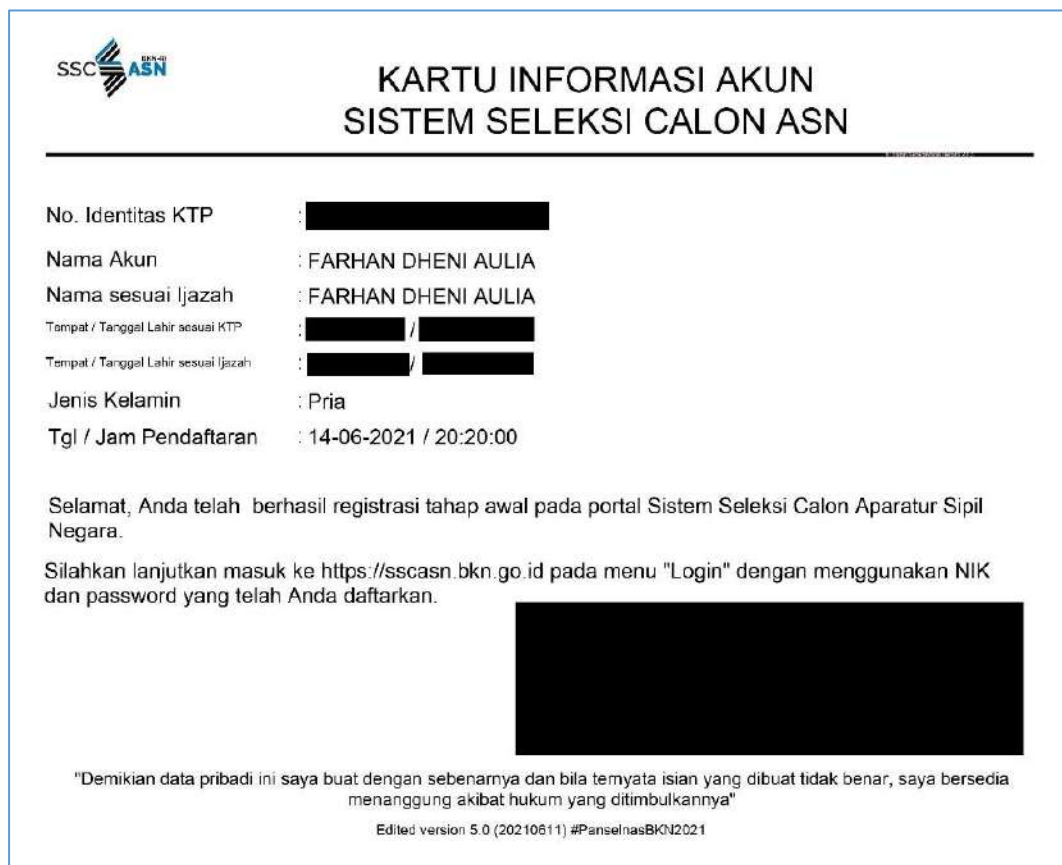 BKN-RI
SSC ASN
KARTU INFORMASI AKUN
SISTEM SELEKSI CALON ASN
No. Identitas KTP :
Nama Akun : FARHAN DHENI AULIA
Nama sesuai Ijazah : FARHAN DHENI AULIA
Tempat / Tanggal Lahir sesuai KTP : /
Tempat / Tanggal Lahir sesuai Ijazah : /
Jenis Kelamin : Pria
Tgl / Jam Pendaftaran : 14-06-2021 / 20:20:00
Selamat, Anda telah berhasil registrasi tahap awal pada portal Sistem Seleksi Calon Aparatur Sipil
Negara.
Silahkan lanjutkan masuk ke https://sscasn.bkn.go.id pada menu "Login" dengan menggunakan NIK
dan password yang telah Anda daftarkan.
"Demikian data pribadi ini saya buat dengan sebenarnya dan bila ternyata isian yang dibuat tidak benar, saya bersedia
menanggung akibat hukum yang ditimbulkannya"
Edited version 5.0 (20210611) #PanselnasBKN2021